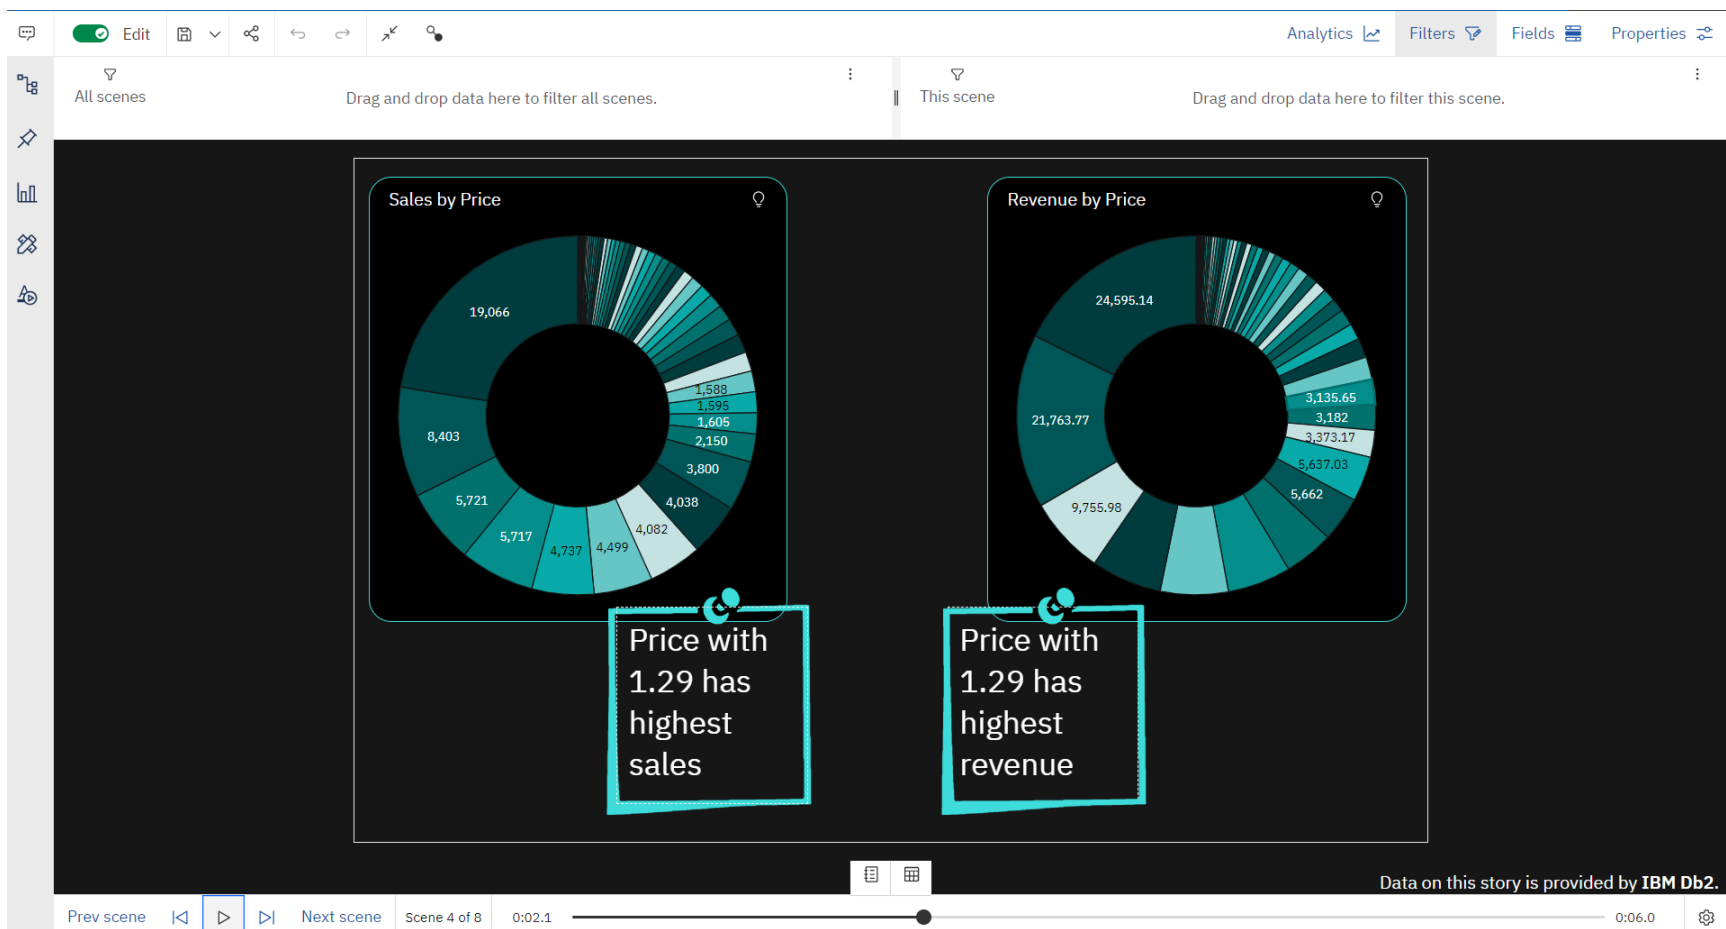 Edit
Analytics
Filters
Fields
Properties
All scenes
Drag and drop data here to filter all scenes.
This scene
Drag and drop data here to filter this scene.
Sales by Price
19,066
8,403
5,721
5,717
4,737
4,499
4,082
4,038
3,800
2,150
1,605
1,595
1,588
Price with
1.29 has
highest
sales
Revenue by Price
24,595.14
21,763.77
9,755.98
3,135.65
3,182
3,373.17
5,637.03
5,662
Price with
1.29 has
highest
revenue
Data on this story is provided by IBM Db2.
Prev scene
Next scene
Scene 4 of 8
0:02.1
0:06.0